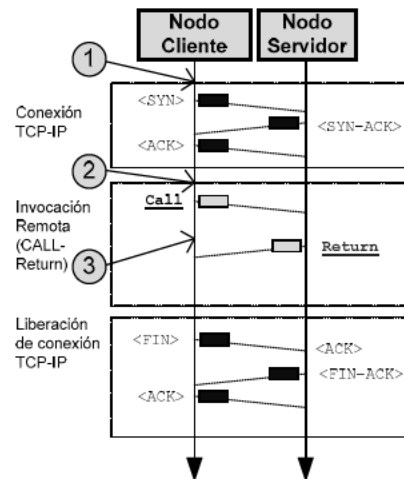 Nodo
Cliente
Nodo
Servidor
1
<SYN>
Conexión
TCP-IP
<SYN-ACK>
<ACK>
2
Call
Invocación
Remota
(CALL-
Return)
3
Return
Liberación
de conexión
TCP-IP
<FIN>
<ACK>
<FIN-ACK>
<ACK>